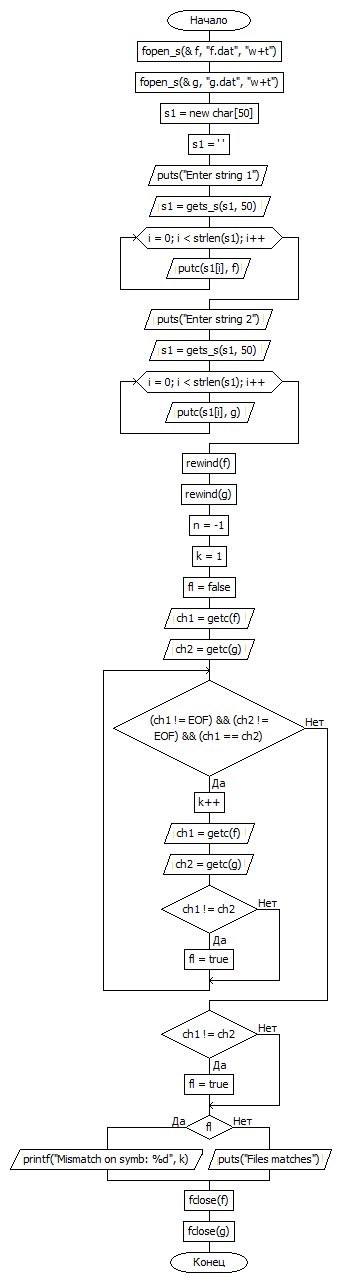 Начало
fopen_s(& f, "f.dat", "w+t")
fopen_s(& g, "g.dat", "w+t")
s1 = new char[50]
s1 = ' '
puts("Enter string 1")
s1 = gets_s(s1, 50)
i = 0; i < strlen(s1); i++
putc(s1[i], f)
puts("Enter string 2")
s1 = gets_s(s1, 50)
i = 0; i < strlen(s1); i++
putc(s1[i], g)
rewind(f)
rewind(g)
n = -1
k = 1
fl = false
ch1 = getc(f)
ch2 = getc(g)
(ch1 != EOF) && (ch2 !=
EOF) && (ch1 == ch2)
Нет
Да
k++
ch1 = getc(f)
ch2 = getc(g)
ch1 != ch2
Нет
Да
fl = true
ch1 != ch2
Нет
Да
fl = true
Да
fl
Нет
printf("Mismatch on symb: %d", k)
puts("Files matches")
fclose(f)
fclose(g)
Конец